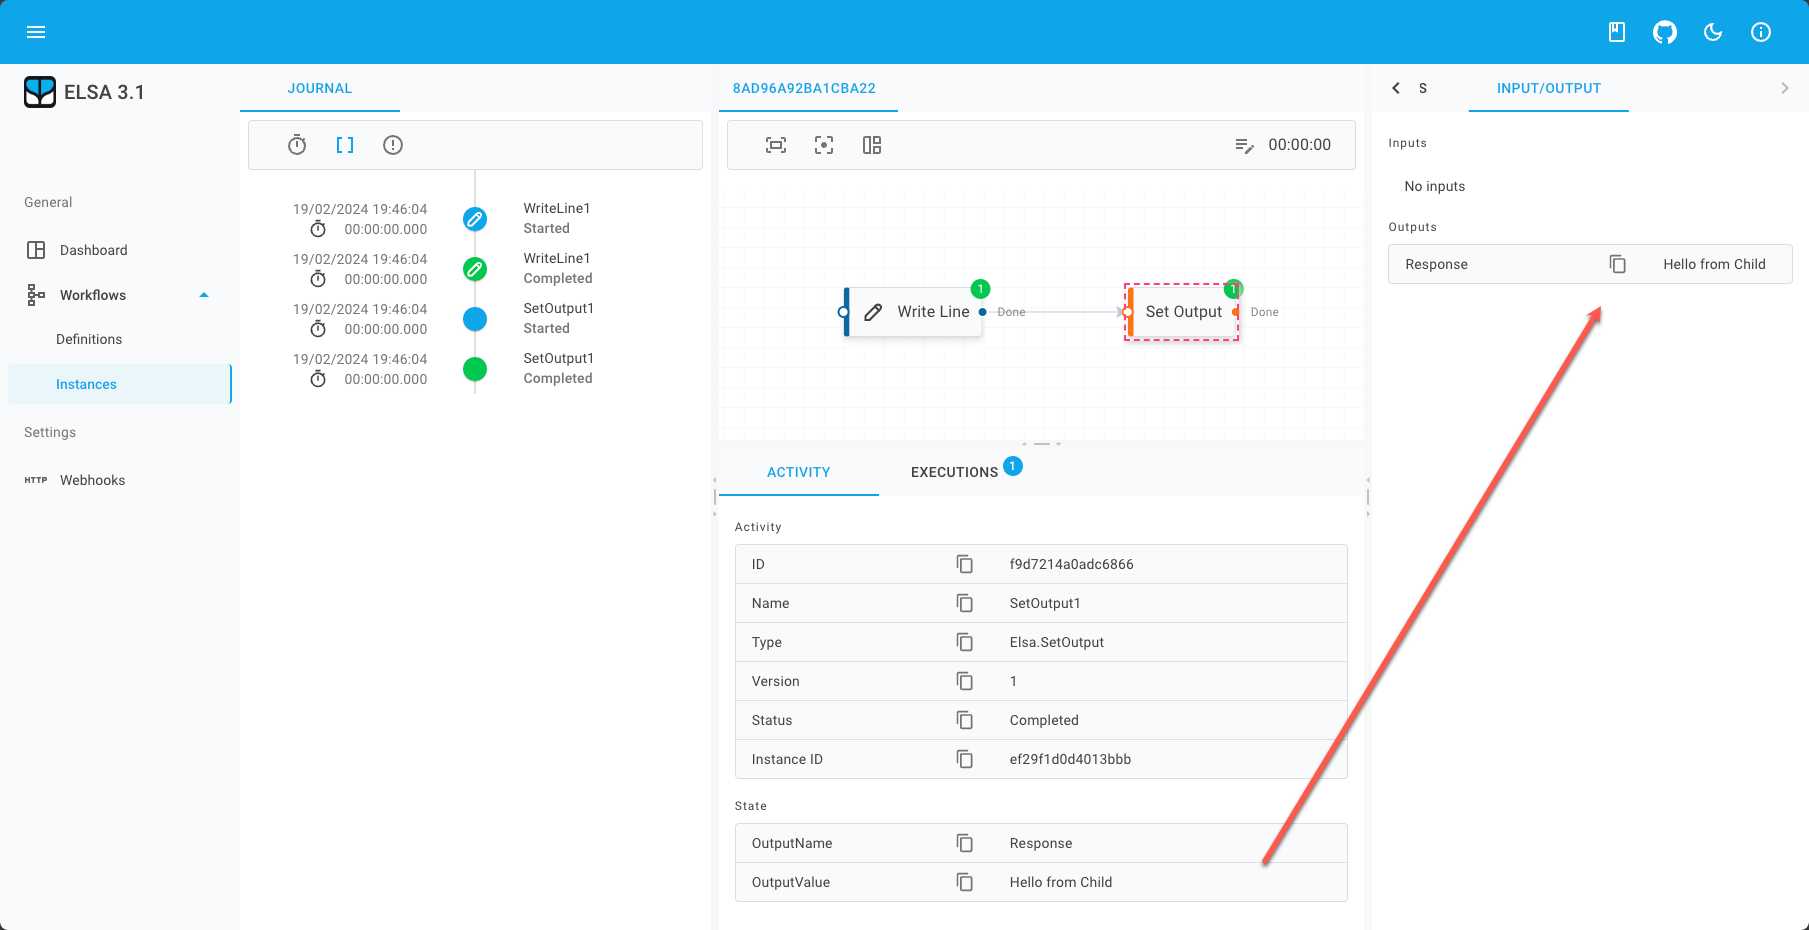 ELSA 3.1
General
Dashboard
Workflows
Definitions
Instances
Settings
HTTP Webhooks
JOURNAL
19/02/2024 19:46:04
00:00:00.000
WriteLine1
Started
19/02/2024 19:46:04
00:00:00.000
WriteLine1
Completed
19/02/2024 19:46:04
00:00:00.000
SetOutput1
Started
19/02/2024 19:46:04
00:00:00.000
SetOutput1
Completed
8AD96A92BA1CBA22
00:00:00
1
Write Line
Done
1
Set Output
Done
ACTIVITY
EXECUTIONS 1
Activity
ID f9d7214a0adc6866
Name SetOutput1
Type Elsa.SetOutput
Version 1
Status Completed
Instance ID ef29f1d0d4013bbb
State
OutputName Response
OutputValue Hello from Child
S
INPUT/OUTPUT
Inputs
No inputs
Outputs
Response Hello from Child